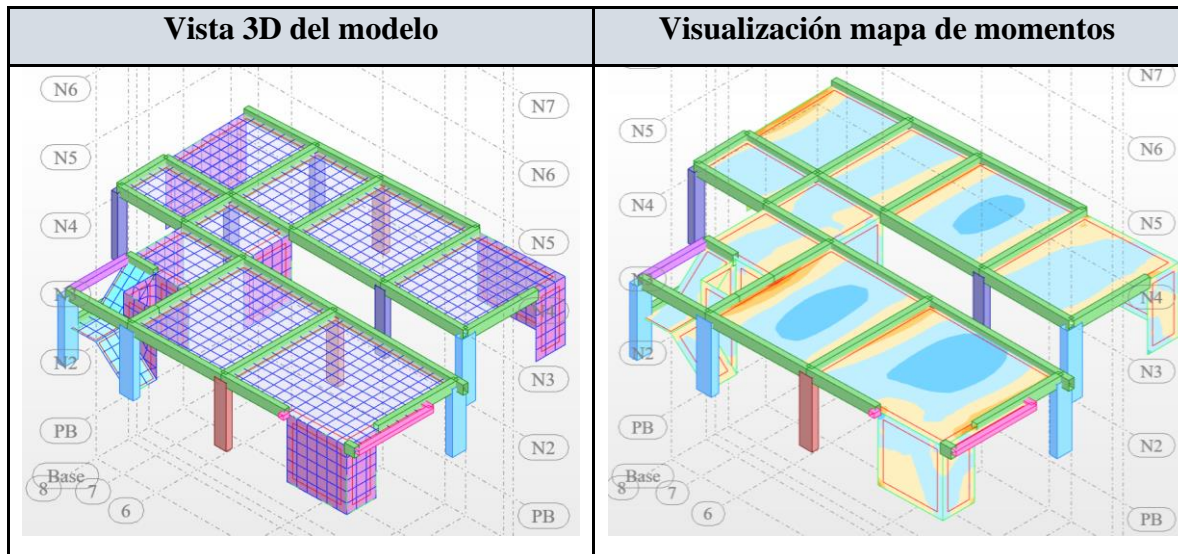 Vista 3D del modelo
Visualización mapa de momentos
N6
N5
N4
N2
PB
Base
8
7
6
N7
N6
N5
N3
N2
PB
N5
N4
N2
PB
Base
8
7
6
N7
N6
N5
N4
N3
N2
PB